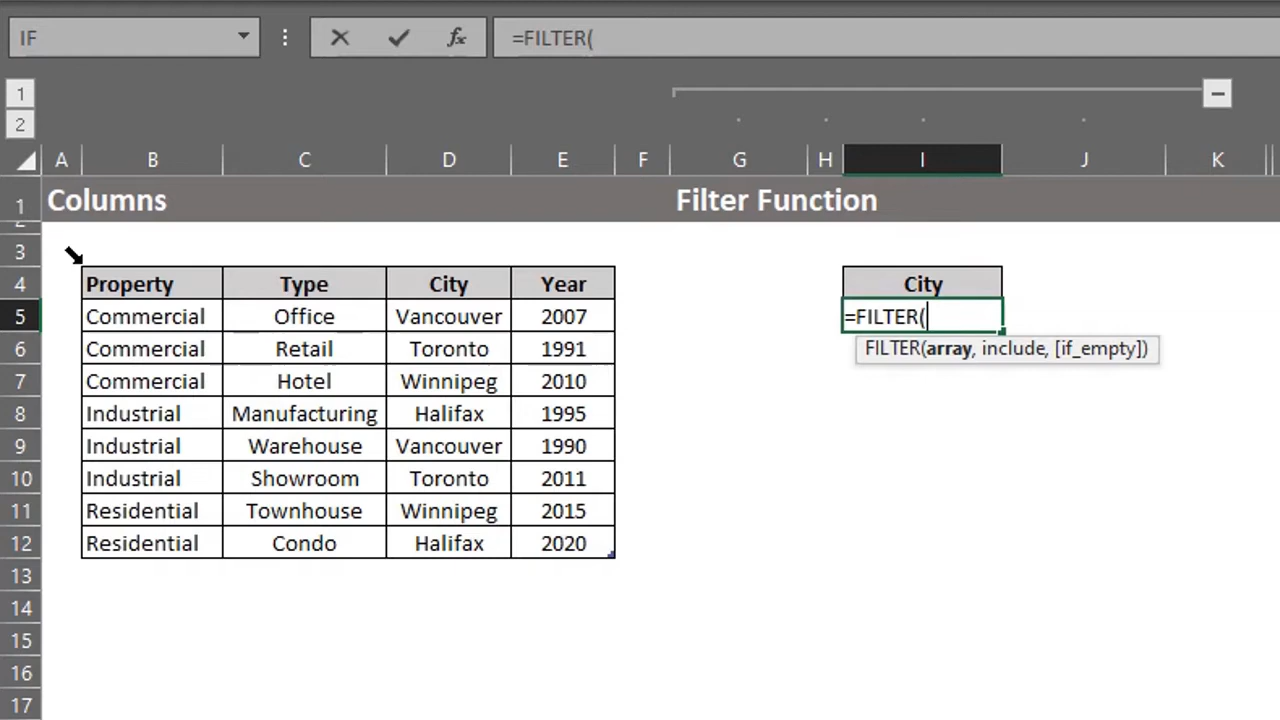 IF =FILTER(
1
2
A B C D E F G H I J K
1 Columns Filter Function
2
3
4 Property Type City Year City
5 Commercial Office Vancouver 2007 =FILTER(
6 Commercial Retail Toronto 1991 FILTER(array, include, [if_empty])
7 Commercial Hotel Winnipeg 2010
8 Industrial Manufacturing Halifax 1995
9 Industrial Warehouse Vancouver 1990
10 Industrial Showroom Toronto 2011
11 Residential Townhouse Winnipeg 2015
12 Residential Condo Halifax 2020
13
14
15
16
17